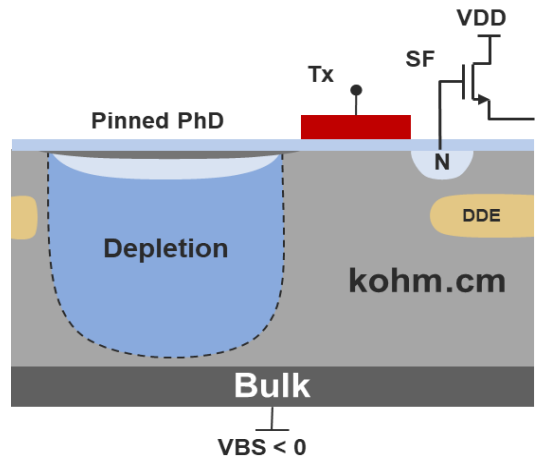 VDD
SF
Tx
Pinned PhD
N
DDE
Depletion
kohm.cm
Bulk
VBS < 0